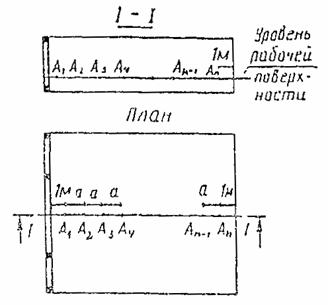 I - I
Уровень
рабочей
поверх-
ности
1м
A₁ A₂ A₃ A₄ Aₙ₋₁ Aₙ
План
1м a a a a 1м
I A₁ A₂ A₃ A₄ Aₙ₋₁ Aₙ I